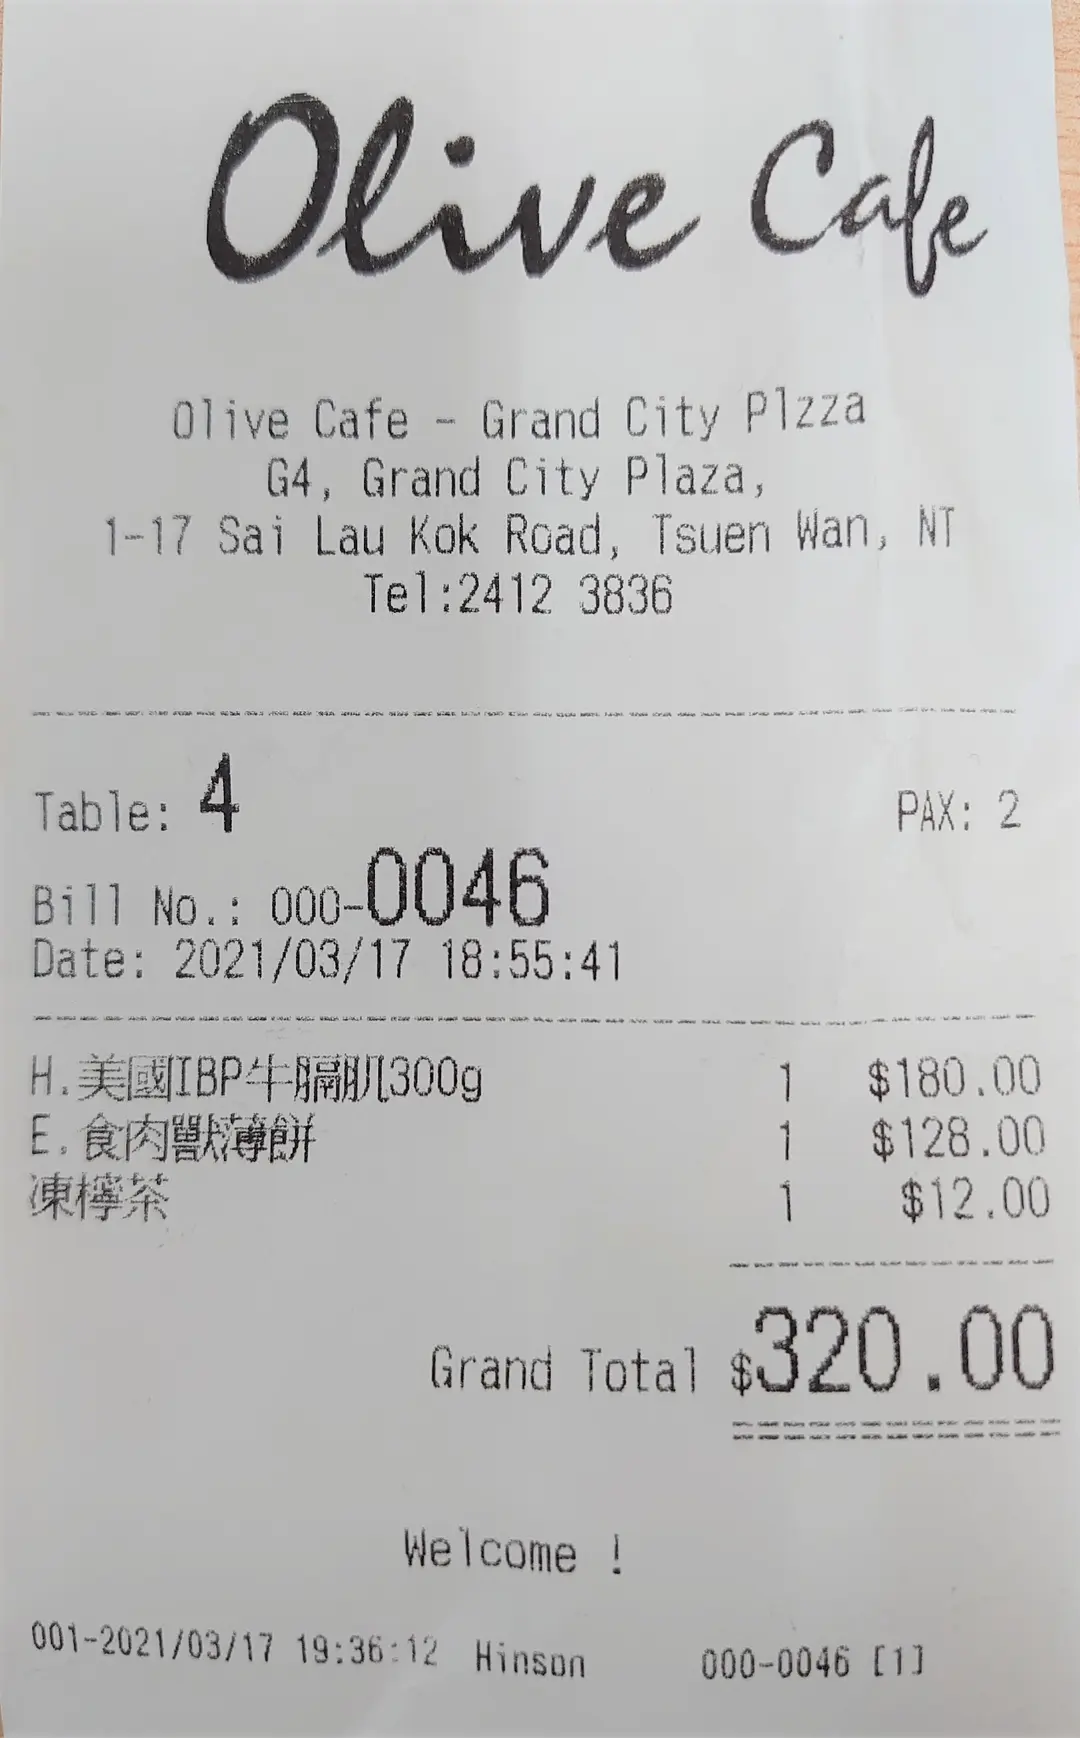 Olive Cafe
Olive Cafe - Grand City Plzza
G4, Grand City Plaza,
1-17 Sai Lau Kok Road, Tsuen Wan, NT
Tel:2412 3836
Table: 4 PAX: 2
Bill No.: 000-0046
Date: 2021/03/17 18:55:41
H.美國IBP牛膈肌300g 1 $180.00
E.食肉獸薄餅 1 $128.00
凍檸茶 1 $12.00
Grand Total $320.00
Welcome !
001-2021/03/17 19:36:12 Hinson 000-0046 [1]